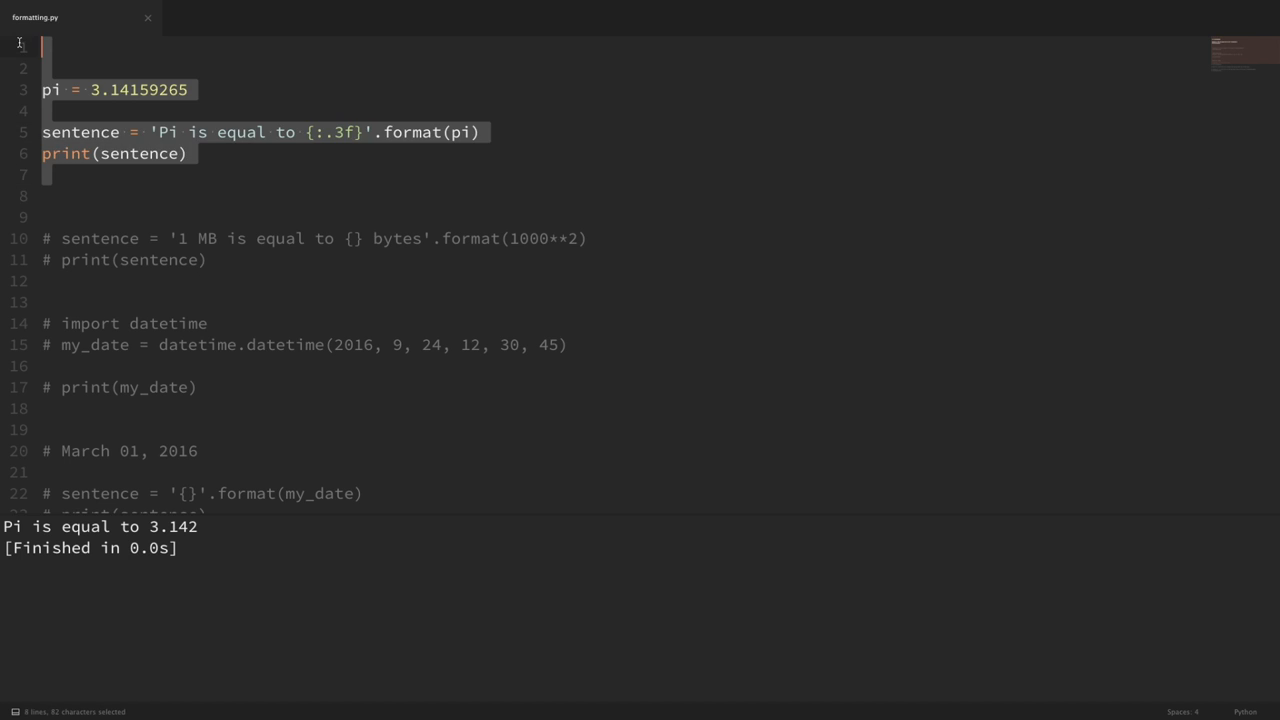 formatting.py
1
2
3 pi = 3.14159265
4
5 sentence = 'Pi is equal to {:.3f}'.format(pi)
6 print(sentence)
7
8
9
10 # sentence = '1 MB is equal to {} bytes'.format(1000**2)
11 # print(sentence)
12
13
14 # import datetime
15 # my_date = datetime.datetime(2016, 9, 24, 12, 30, 45)
16
17 # print(my_date)
18
19
20 # March 01, 2016
21
22 # sentence = '{}'.format(my_date)
23 # print(sentence)
Pi is equal to 3.142
[Finished in 0.0s]
8 lines, 82 characters selected
Spaces: 4
Python